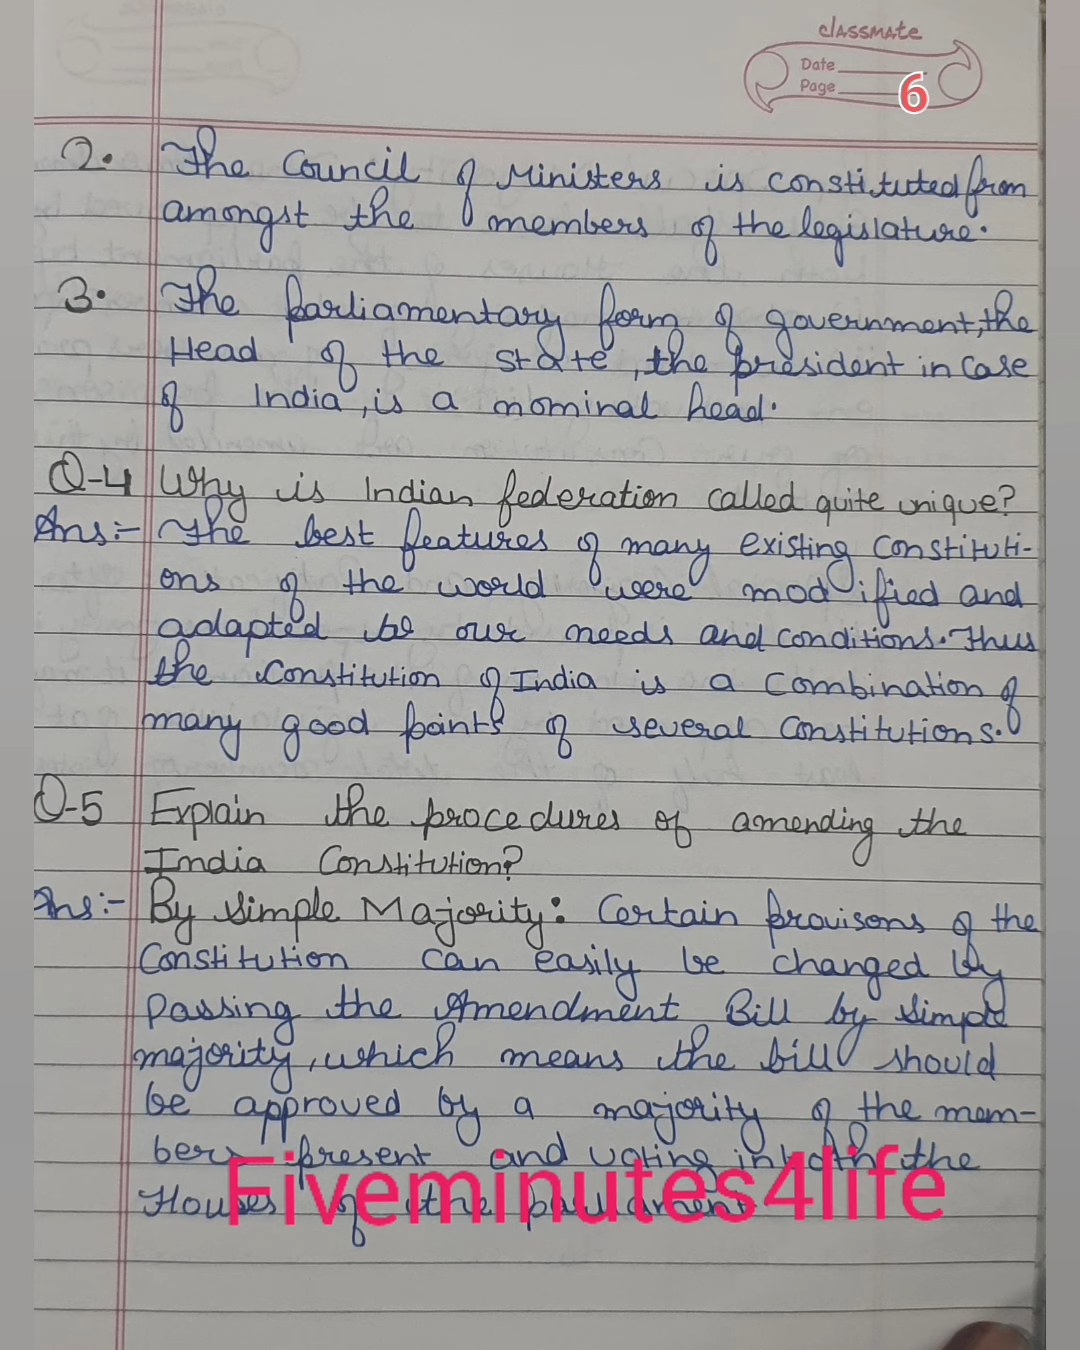 classmate
Date
Page 6
2. The Council of Ministers is constituted from
amongst the members of the legislature.
3. The parliamentary form of government, the
Head of the state, the president in case
of India, is a nominal head.
Q-4 Why is Indian federation called quite unique?
Ans:- The best features of many existing constituti-
ons of the world were modified and
adapted to our needs and conditions. Thus
the Constitution of India is a combination of
many good points of several constitutions.
Q-5 Explain the procedures of amending the
India Constitution?
Ans:- By Simple Majority: Certain provisons of the
Constitution can easily be changed by
passing the Amendment Bill by simple
majority, which means the bill should
be approved by a majority of the mem-
bers present and voting in both the
Houses of the parliament
Fiveminutes4life